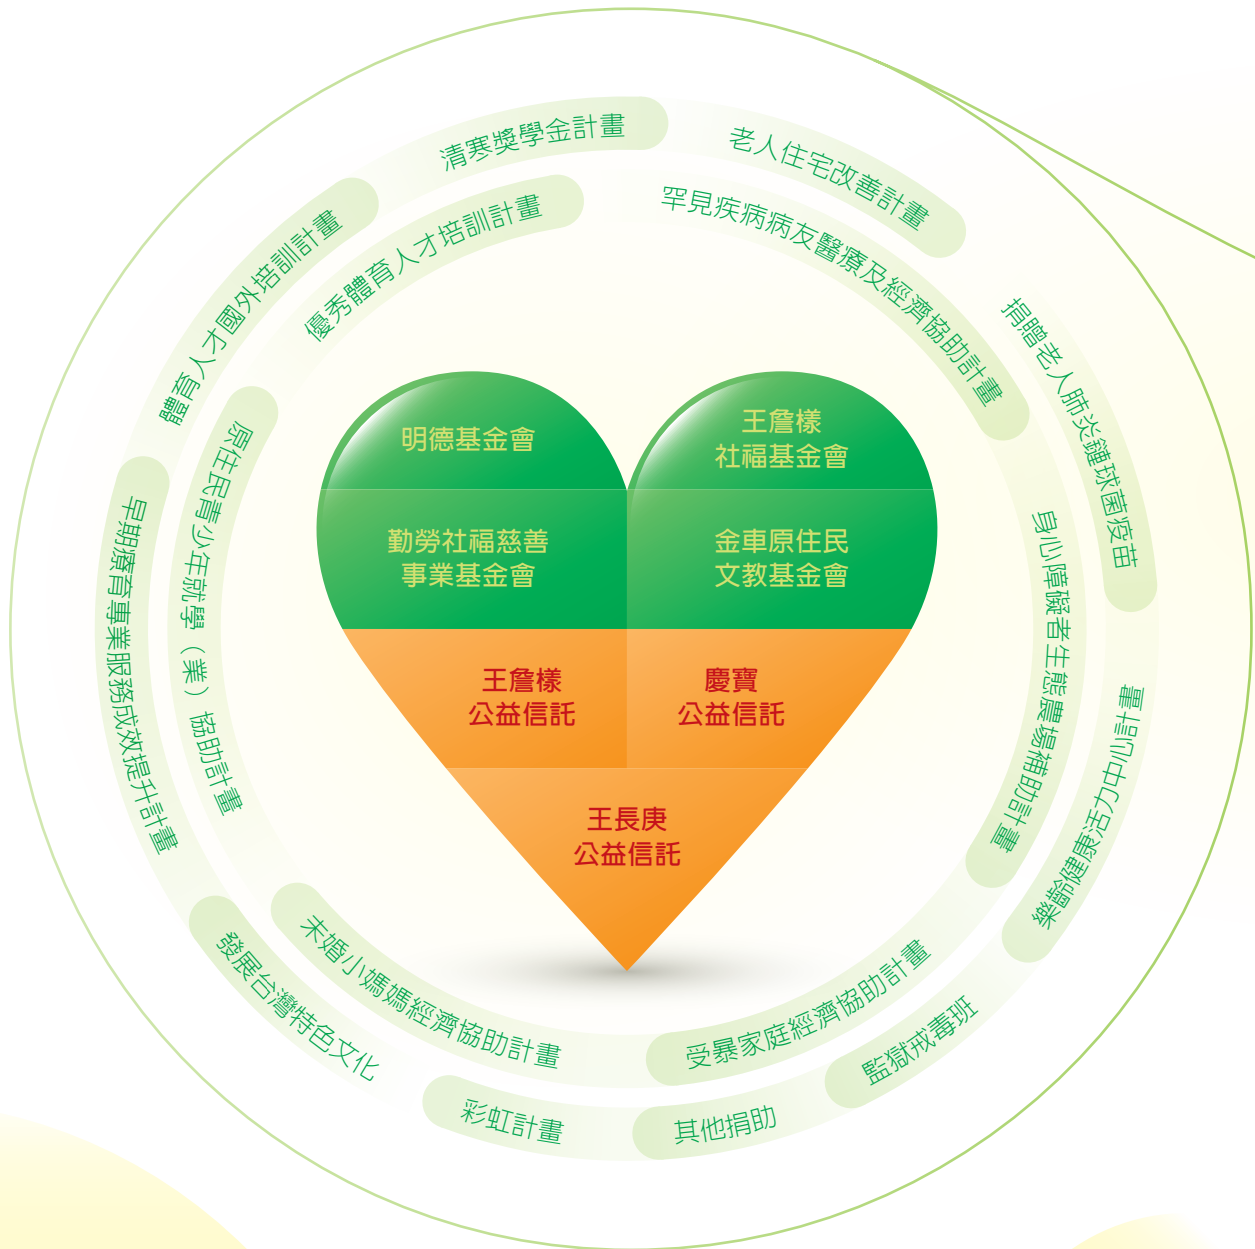 清寒獎學金計畫
老人住宅改善計畫
捐贈老人肺炎鏈球菌疫苗
樂齡健康活力中心計畫
監獄戒毒班
其他捐助
彩虹計畫
發展台灣特色文化
早期療育專業服務成效提升計畫
體育人才國外培訓計畫
優秀體育人才培訓計畫
罕見疾病病友醫療及經濟協助計畫
身心障礙者生態農場補助計畫
受暴家庭經濟協助計畫
未婚小媽媽經濟協助計畫
原住民青少年就學（業）協助計畫
明德基金會
王詹樣
社福基金會
勤勞社福慈善
事業基金會
金車原住民
文教基金會
王詹樣
公益信託
慶寶
公益信託
王長庚
公益信託